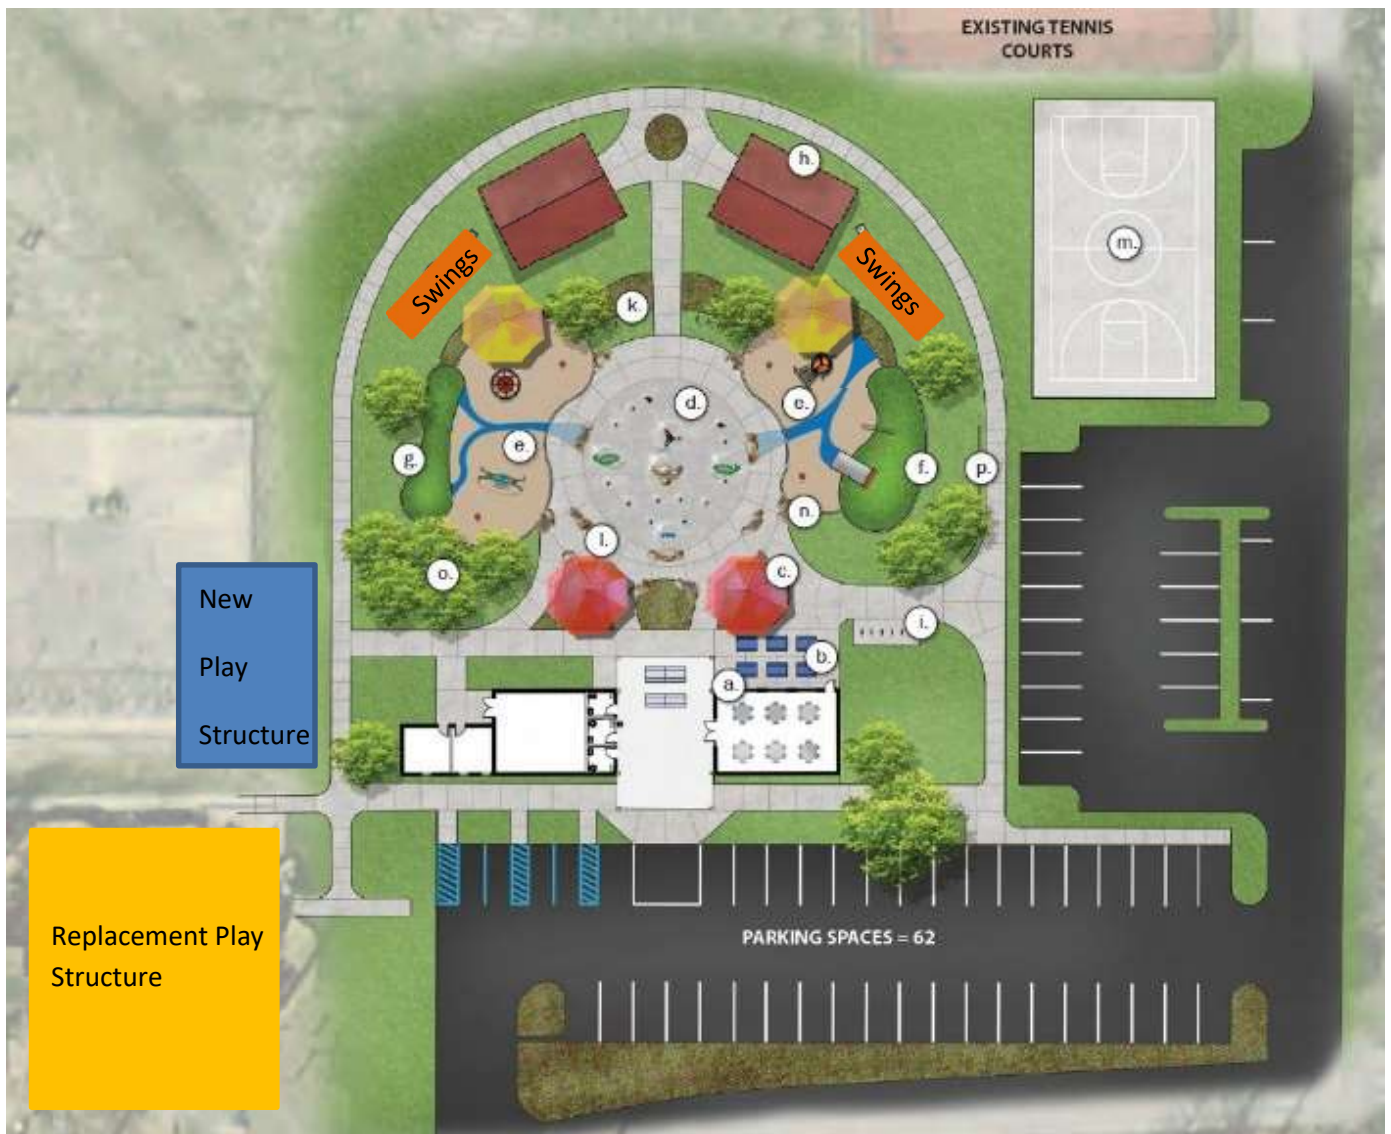 EXISTING TENNIS
COURTS
h.
m.
Swings
Swings
k.
d.
e.
e.
g.
f.
p.
n.
l.
c.
o.
New
Play
Structure
i.
b.
a.
Replacement Play
Structure
PARKING SPACES = 62